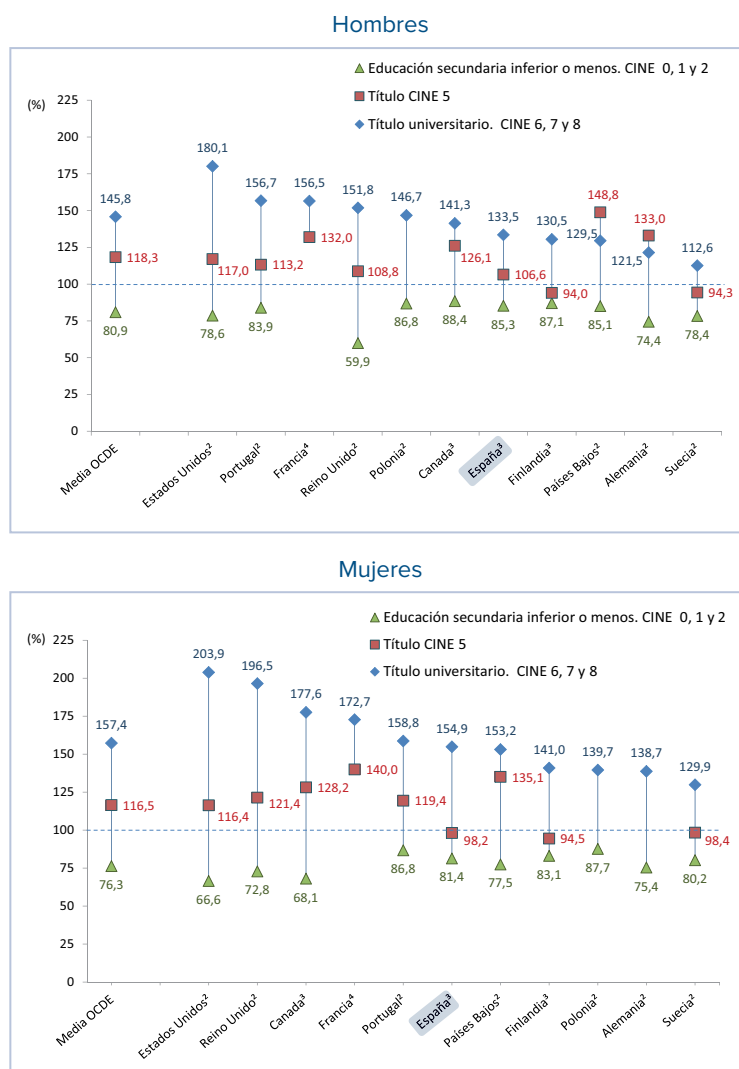 Hombres
Educación secundaria inferior o menos. CINE 0, 1 y 2
Título CINE 5
Título universitario. CINE 6, 7 y 8
(%)
225
200
175
150
125
100
75
50
25
0
145,8
180,1
156,7
156,5
151,8
146,7
141,3
133,5
130,5
129,5
121,5
112,6
118,3
117,0
113,2
132,0
108,8
126,1
106,6
94,0
148,8
133,0
94,3
80,9
78,6
83,9
59,9
86,8
88,4
85,3
87,1
85,1
74,4
78,4
Media OCDE
Estados Unidos²
Portugal²
Francia⁴
Reino Unido²
Polonia²
Canada³
España³
Finlandia³
Países Bajos²
Alemania²
Suecia²
Mujeres
Educación secundaria inferior o menos. CINE 0, 1 y 2
Título CINE 5
Título universitario. CINE 6, 7 y 8
(%)
225
200
175
150
125
100
75
50
25
0
157,4
203,9
196,5
177,6
172,7
158,8
154,9
153,2
141,0
139,7
138,7
129,9
116,5
116,4
121,4
128,2
140,0
119,4
98,2
135,1
94,5
98,4
76,3
66,6
72,8
68,1
86,8
81,4
77,5
83,1
87,7
75,4
80,2
Media OCDE
Estados Unidos²
Reino Unido²
Canada³
Francia⁴
Portugal²
España³
Países Bajos²
Finlandia³
Polonia²
Alemania²
Suecia²